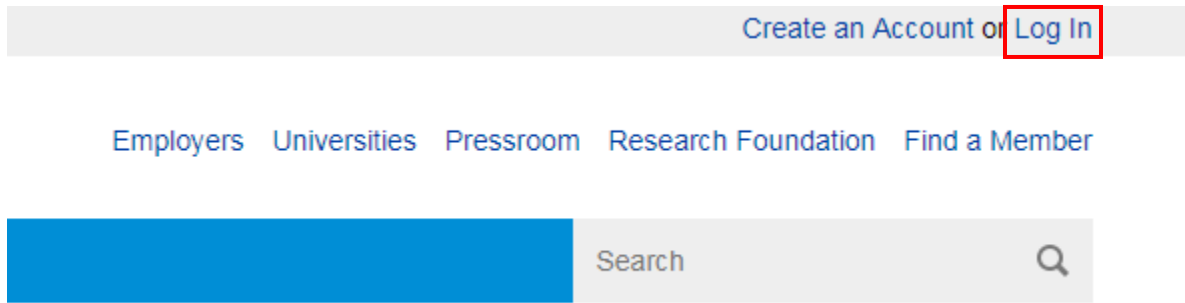 Create an Account or Log In
Employers Universities Pressroom Research Foundation Find a Member
Search